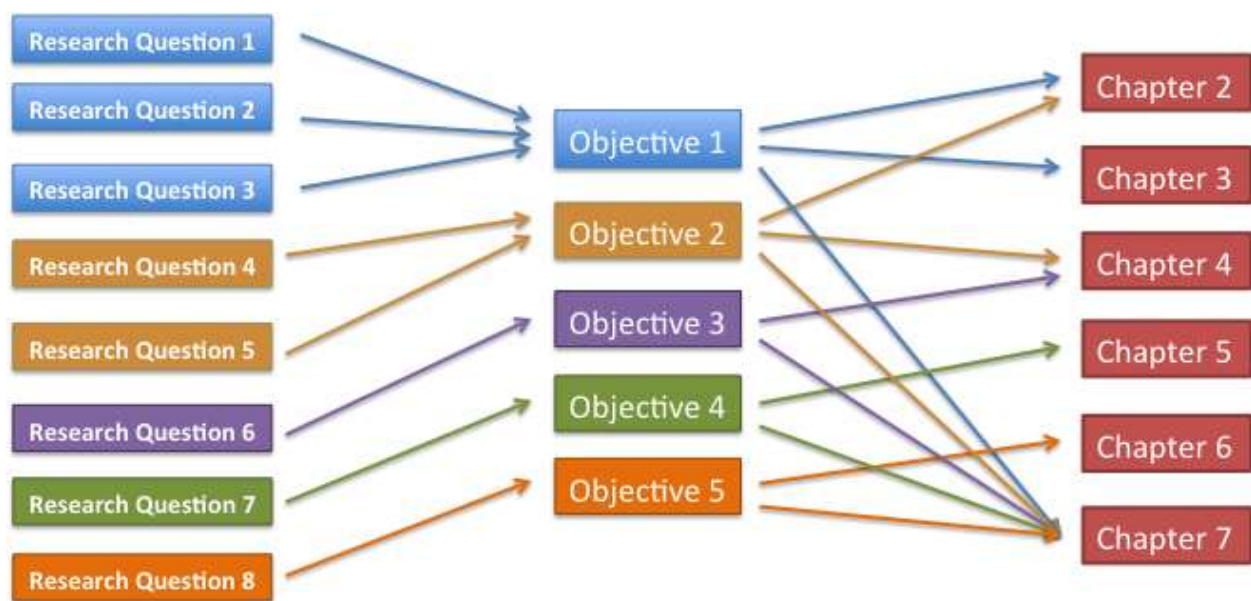 Research Question 1
Research Question 2
Research Question 3
Research Question 4
Research Question 5
Research Question 6
Research Question 7
Research Question 8
Objective 1
Objective 2
Objective 3
Objective 4
Objective 5
Chapter 2
Chapter 3
Chapter 4
Chapter 5
Chapter 6
Chapter 7